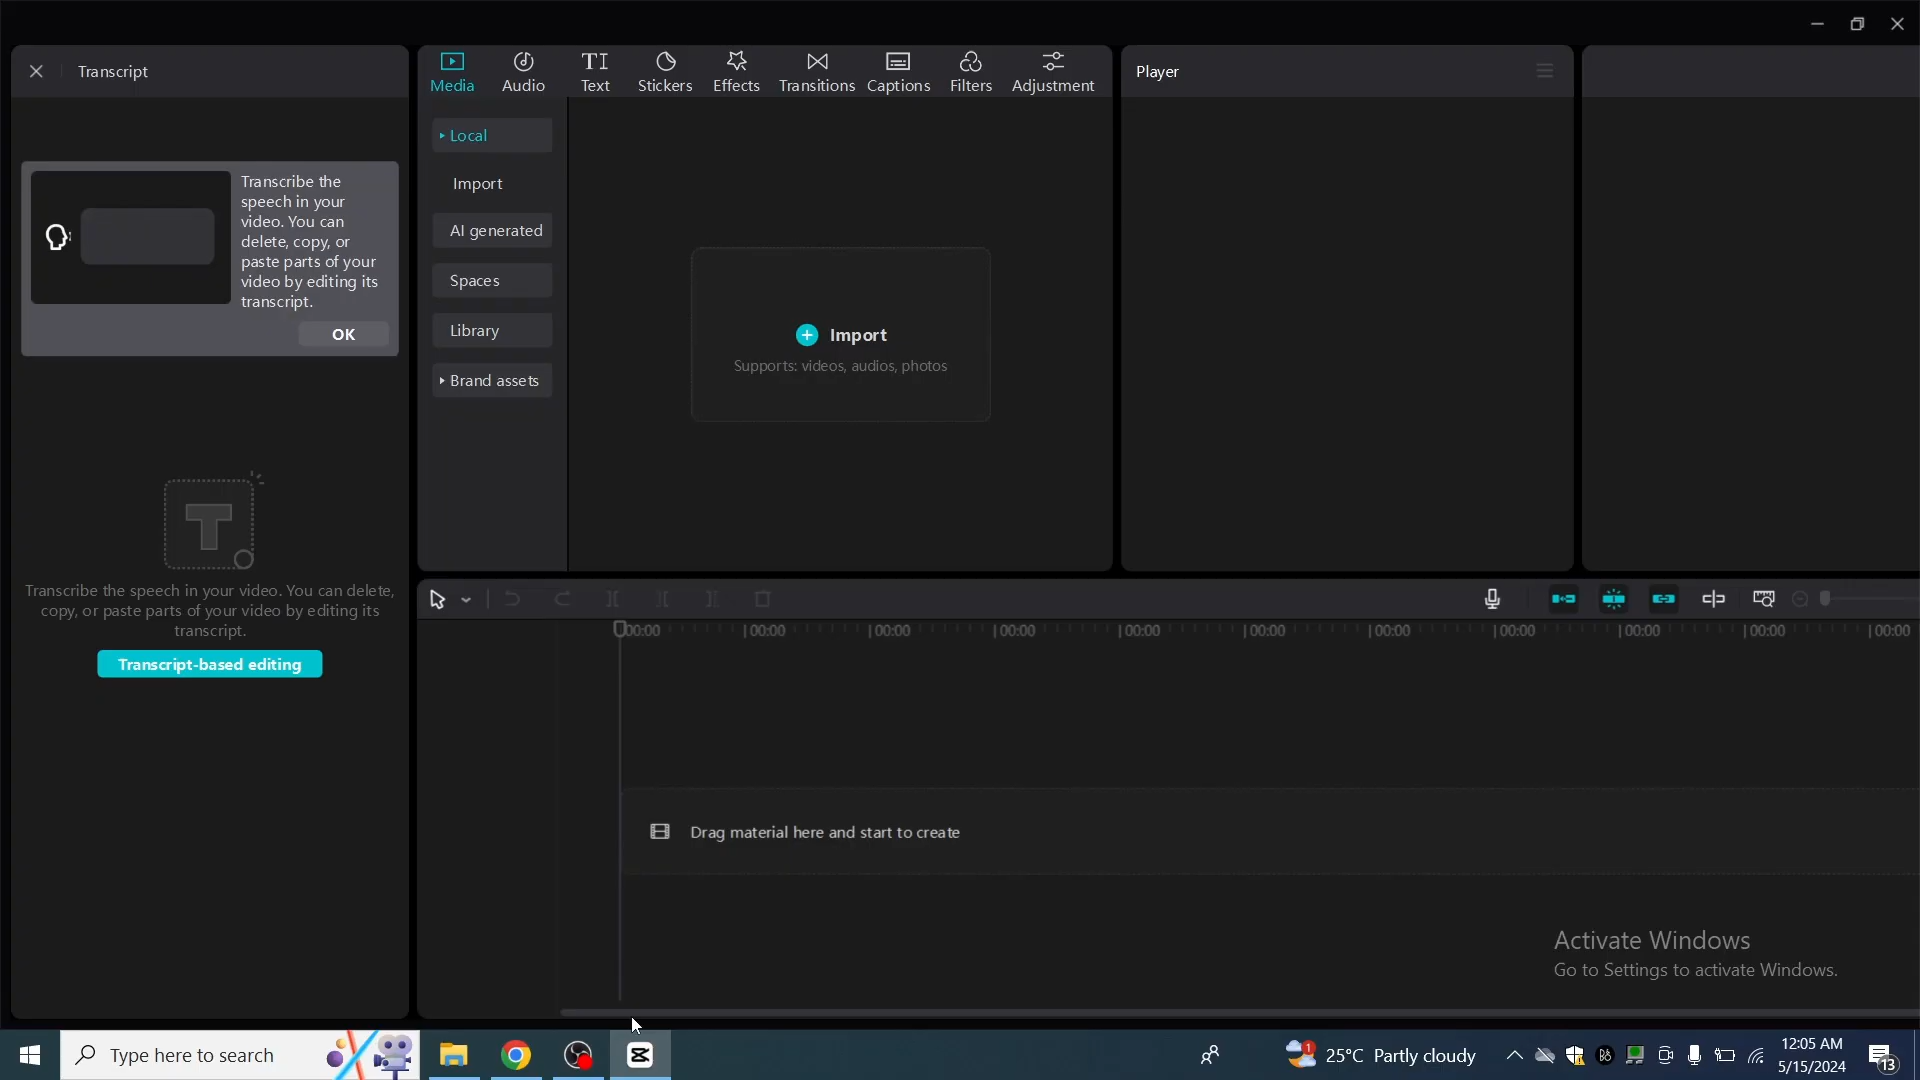 Transcript
Transcribe the
speech in your
video. You can
delete, copy, or
paste parts of your
video by editing its
transcript.
OK
T
Transcribe the speech in your video. You can delete,
copy, or paste parts of your video by editing its
transcript.
Transcript-based editing
Media
Audio
TI
Text
Stickers
Effects
Transitions
Captions
Filters
Adjustment
Local
Import
AI generated
Spaces
Library
Brand assets
Import
Supports: videos, audios, photos
Player
00:00 00:00 00:00 00:00 00:00 00:00 00:00 00:00 00:00 00:00 00:00
Drag material here and start to create
Activate Windows
Go to Settings to activate Windows.
Type here to search
1
25°C Partly cloudy
12:05 AM
5/15/2024
13